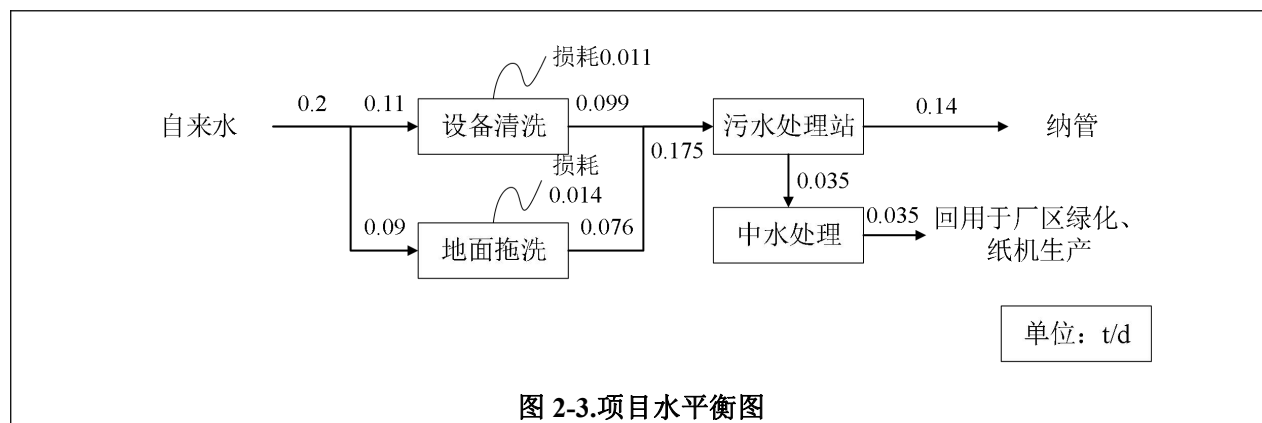 损耗0.011
0.2
0.11
0.099
0.14
自来水
设备清洗
污水处理站
纳管
0.175
损耗
0.014
0.035
0.09
0.076
0.035
地面拖洗
中水处理
回用于厂区绿化、
纸机生产
单位：t/d
图 2-3.项目水平衡图